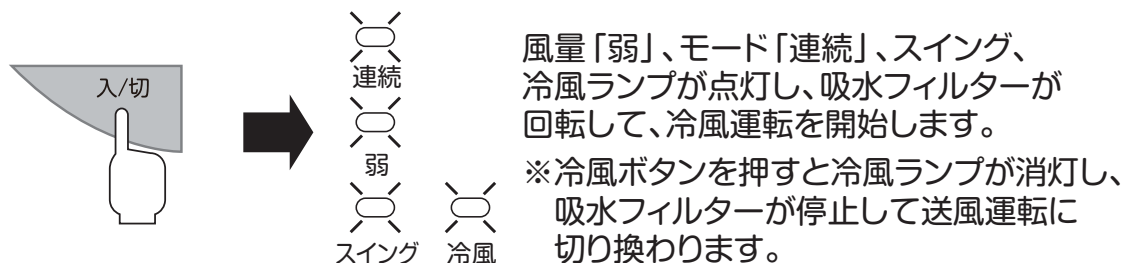 入/切
連続
弱
スイング
冷風
風量「弱」、モード「連続」、スイング、
冷風ランプが点灯し、吸水フィルターが
回転して、冷風運転を開始します。
※冷風ボタンを押すと冷風ランプが消灯し、
吸水フィルターが停止して送風運転に
切り換わります。